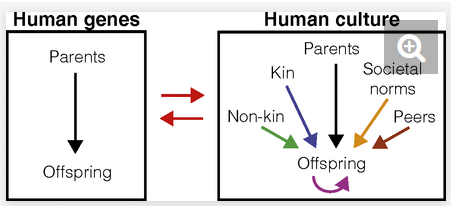 Human genes
Human culture
Parents
Offspring
Parents
Kin
Societal
norms
Non-kin
Peers
Offspring